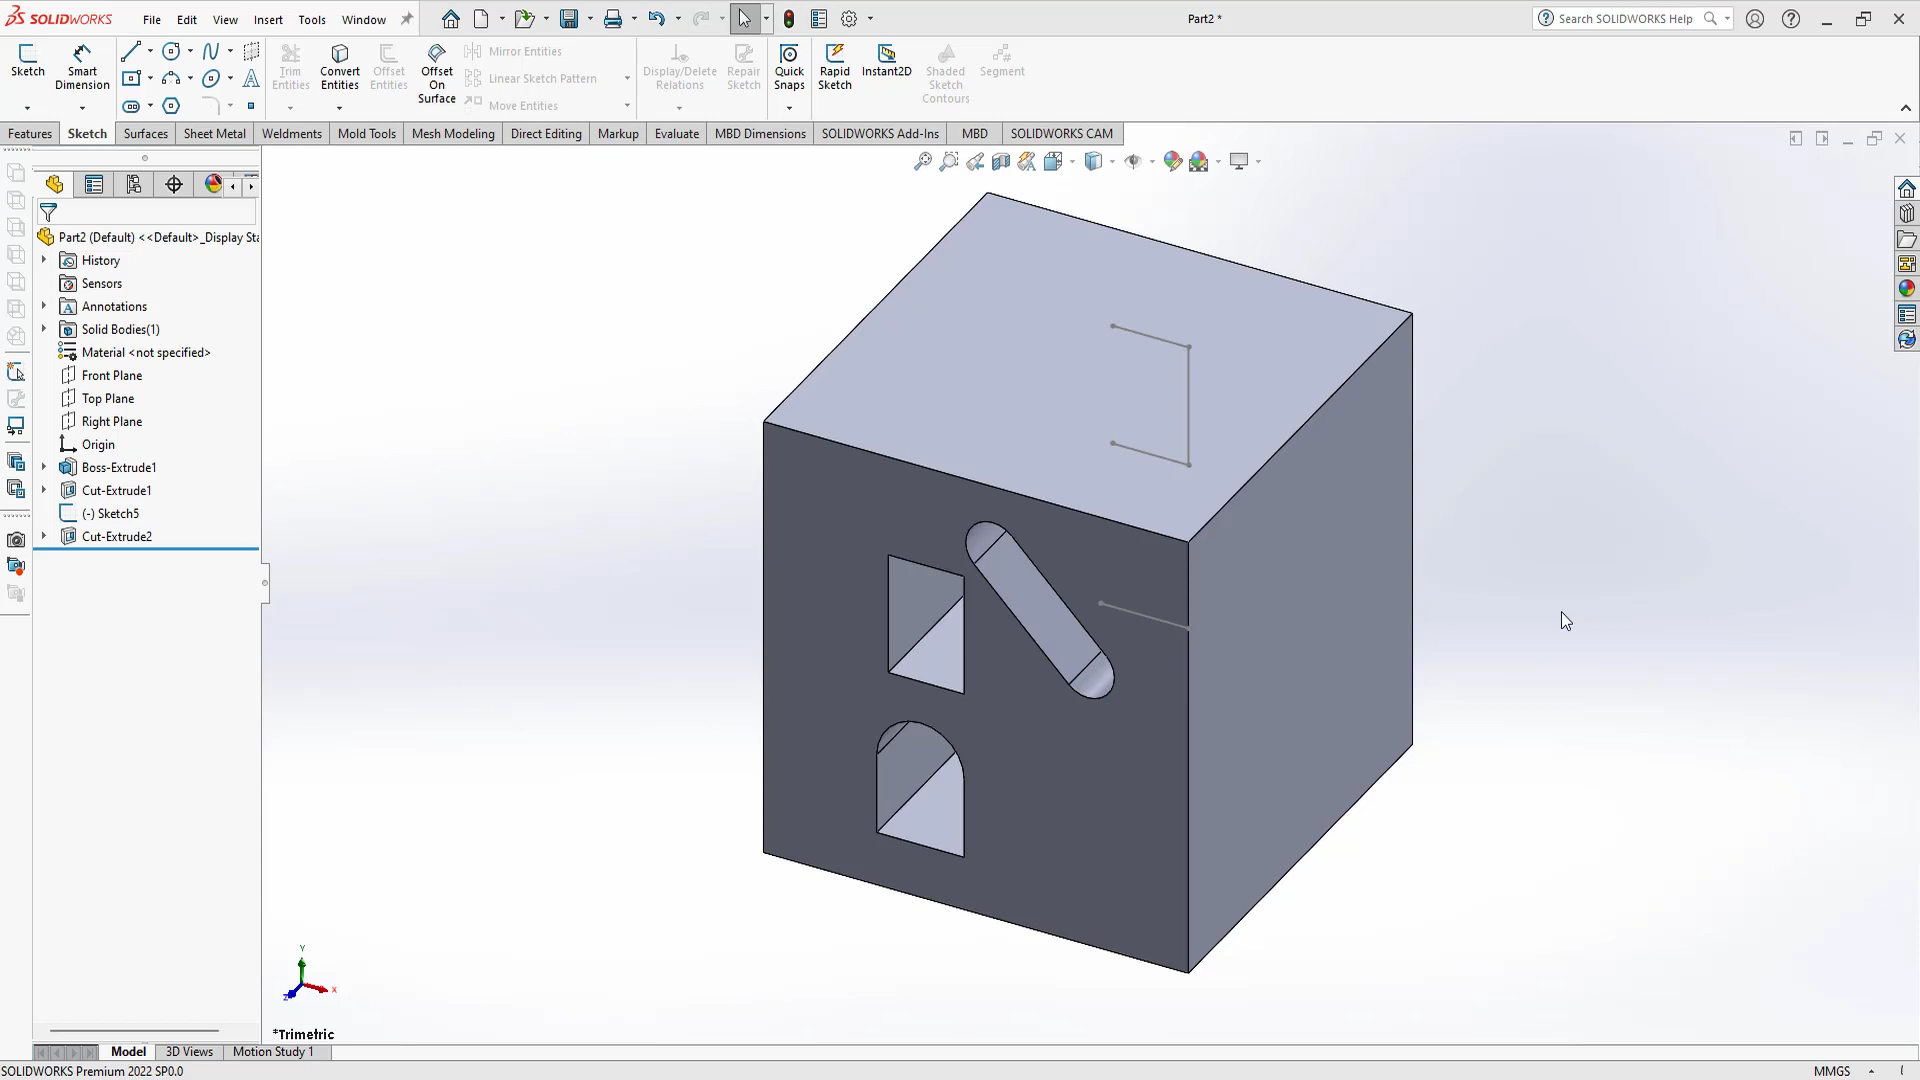 SOLIDWORKS File Edit View Insert Tools Window Part2 * Search SOLIDWORKS Help
Sketch Smart Dimension Trim Entities Convert Entities Offset Entities Offset On Surface Mirror Entities Linear Sketch Pattern Move Entities Display/Delete Relations Repair Sketch Quick Snaps Rapid Sketch Instant2D Shaded Sketch Contours Segment
Features Sketch Surfaces Sheet Metal Weldments Mold Tools Mesh Modeling Direct Editing Markup Evaluate MBD Dimensions SOLIDWORKS Add-Ins MBD SOLIDWORKS CAM
Part2 (Default) <<Default>_Display Sta
History
Sensors
Annotations
Solid Bodies(1)
Material <not specified>
Front Plane
Top Plane
Right Plane
Origin
Boss-Extrude1
Cut-Extrude1
(-) Sketch5
Cut-Extrude2
Y
X
Z
*Trimetric
Model 3D Views Motion Study 1
SOLIDWORKS Premium 2022 SP0.0 MMGS